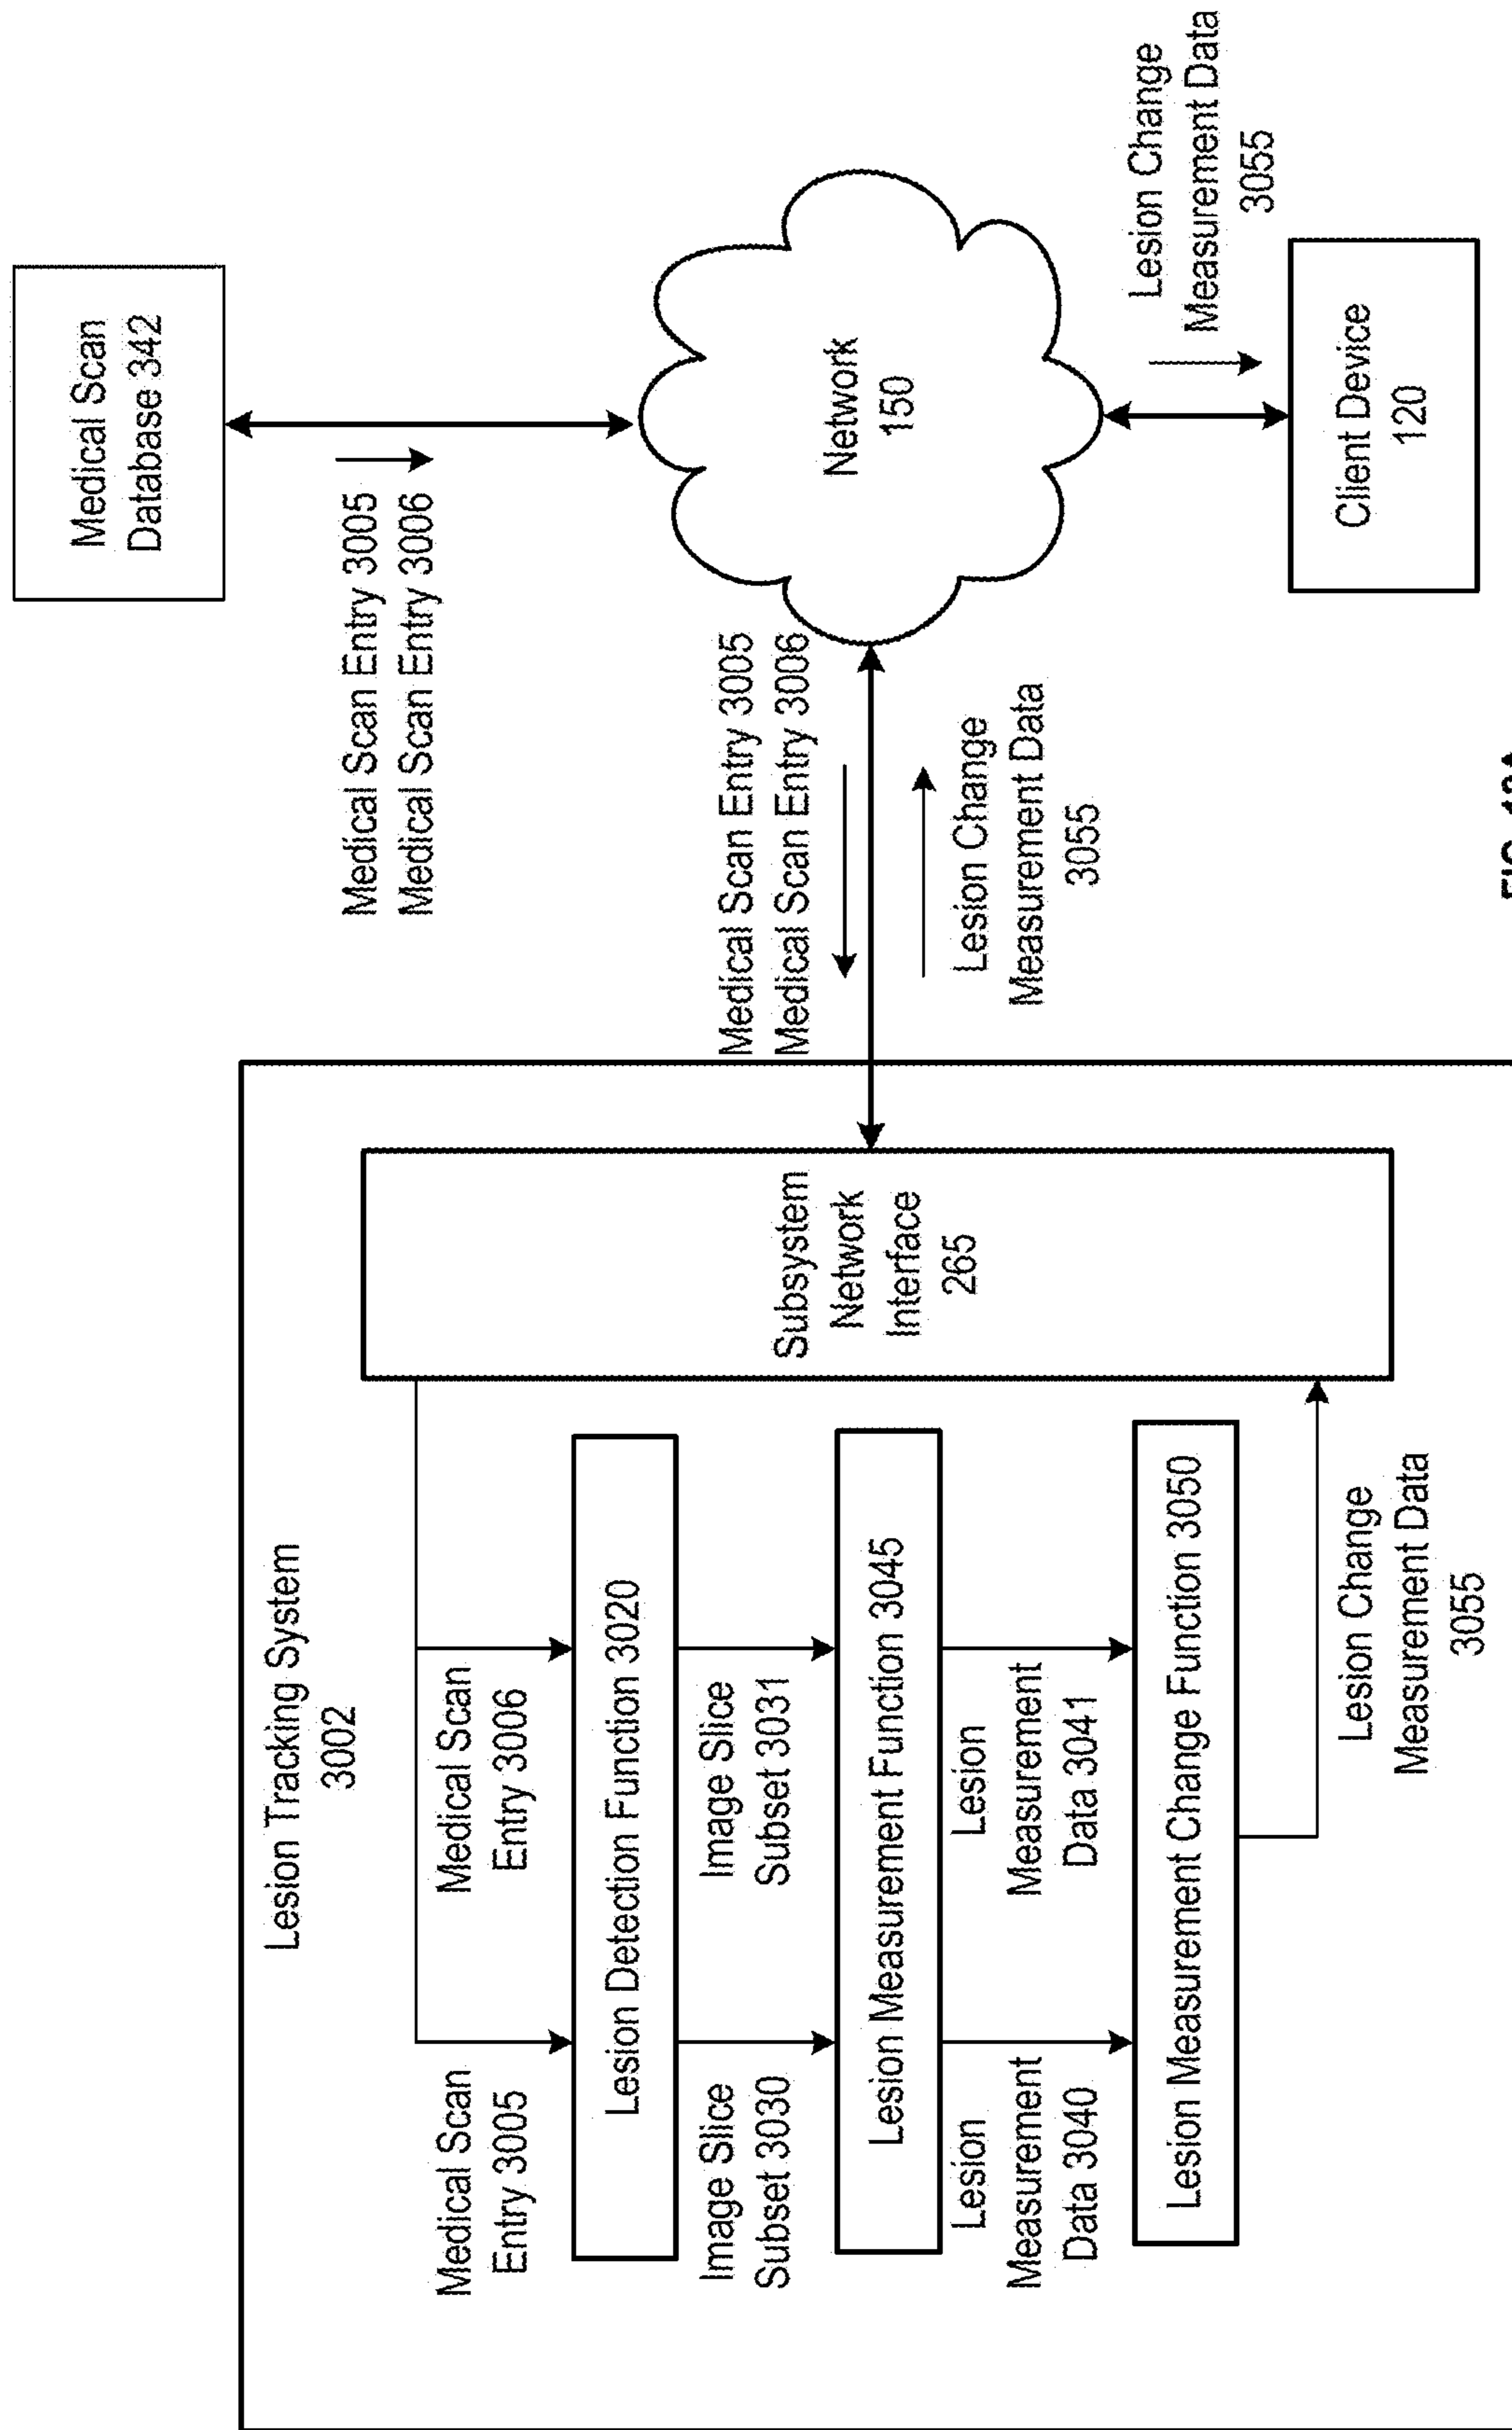 Lesion Tracking System
3002
Medical Scan
Entry 3005
Medical Scan
Entry 3006
Lesion Detection Function 3020
Image Slice
Subset 3030
Image Slice
Subset 3031
Lesion Measurement Function 3045
Lesion
Measurement
Data 3040
Lesion
Measurement
Data 3041
Lesion Measurement Change Function 3050
Lesion Change
Measurement Data
3055
Subsystem
Network
Interface
265
Medical Scan Entry 3005
Medical Scan Entry 3006
Lesion Change
Measurement Data
3055
Medical Scan
Database 342
Medical Scan Entry 3005
Medical Scan Entry 3006
Network
150
Lesion Change
Measurement Data
3055
Client Device
120